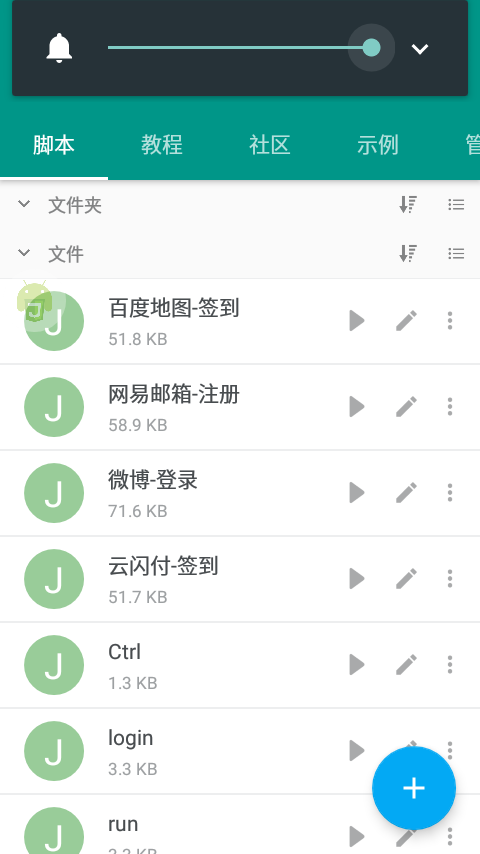 脚本 教程 社区 示例
文件夹
文件
J 百度地图-签到
51.8 KB
J 网易邮箱-注册
58.9 KB
J 微博-登录
71.6 KB
J 云闪付-签到
51.7 KB
J Ctrl
1.3 KB
J login
3.3 KB
J run